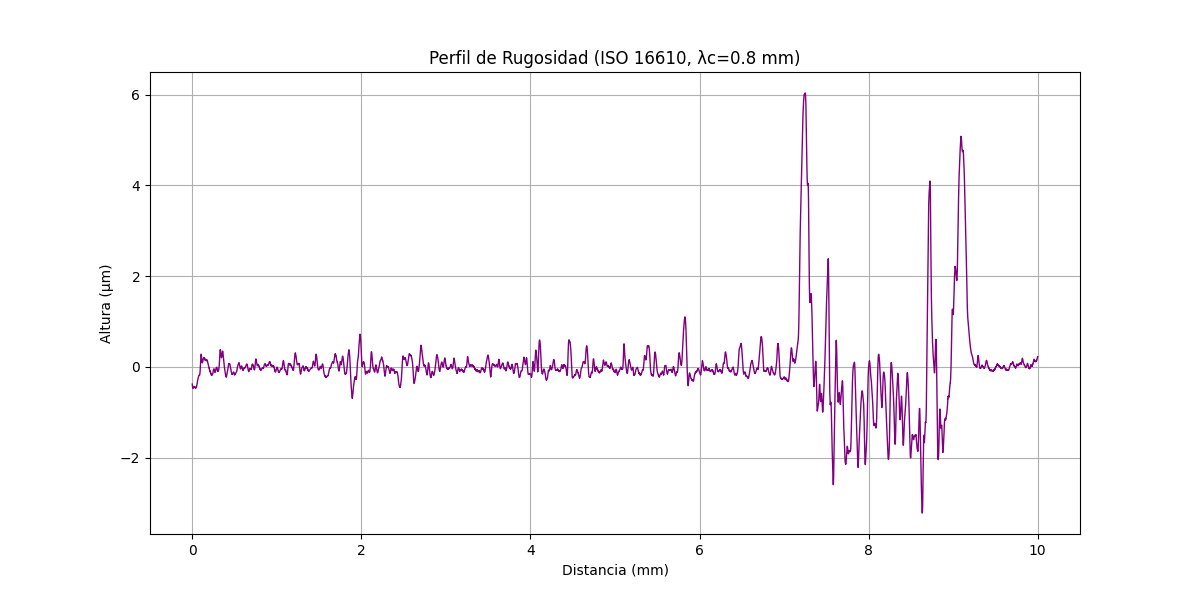 Perfil de Rugosidad (ISO 16610, λc=0.8 mm)
6
4
2
0
−2
Altura (μm)
0 2 4 6 8 10
Distancia (mm)